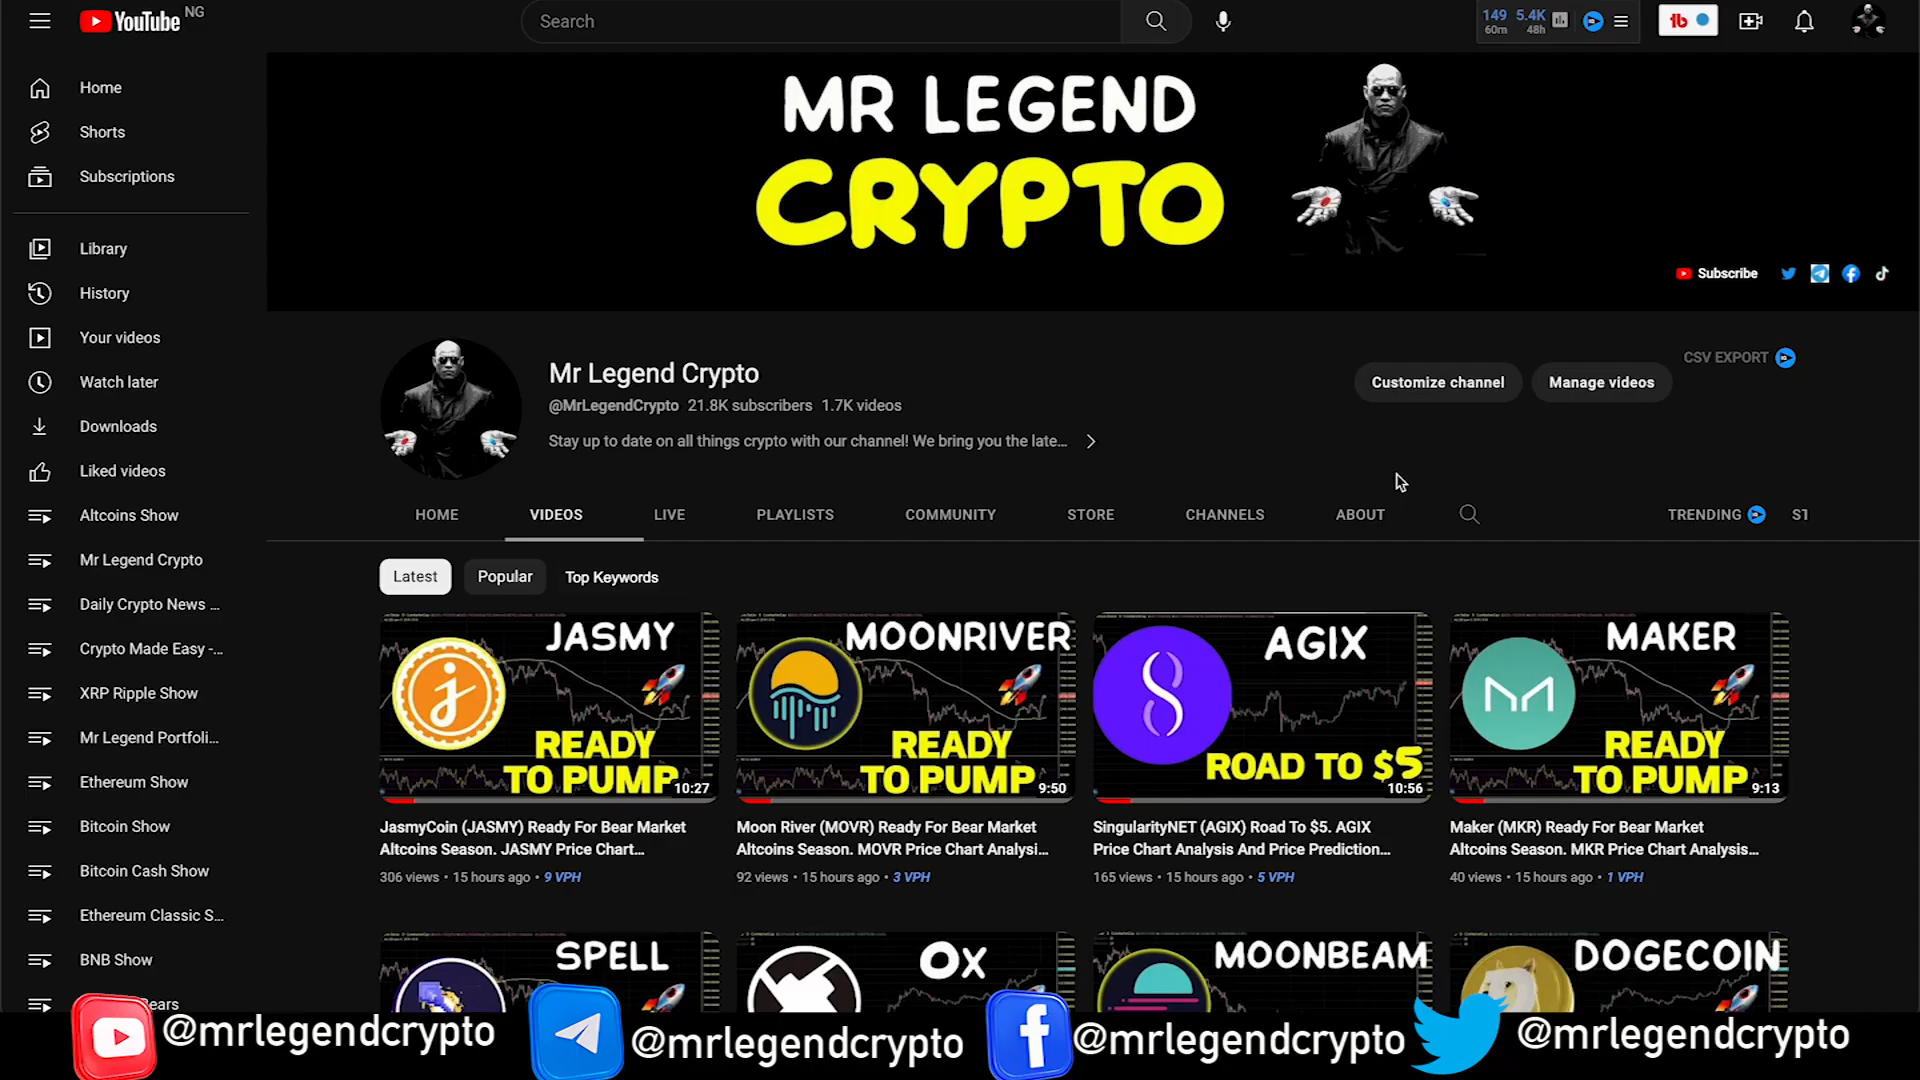 YouTube NG
Search
149 5.4K
60m 48h
MR LEGEND
CRYPTO
Subscribe
Home
Shorts
Subscriptions
Library
History
Your videos
Watch later
Downloads
Liked videos
Altcoins Show
Mr Legend Crypto
Daily Crypto News ...
Crypto Made Easy -...
XRP Ripple Show
Mr Legend Portfoli...
Ethereum Show
Bitcoin Show
Bitcoin Cash Show
Ethereum Classic S...
BNB Show
Mr Legend Crypto
@MrLegendCrypto 21.8K subscribers 1.7K videos
Stay up to date on all things crypto with our channel! We bring you the late...
Customize channel
Manage videos
CSV EXPORT
HOME VIDEOS LIVE PLAYLISTS COMMUNITY STORE CHANNELS ABOUT TRENDING
Latest Popular Top Keywords
JASMY
READY
TO PUMP
10:27
JasmyCoin (JASMY) Ready For Bear Market
Altcoins Season. JASMY Price Chart...
306 views • 15 hours ago • 9 VPH
MOONRIVER
READY
TO PUMP
9:50
Moon River (MOVR) Ready For Bear Market
Altcoins Season. MOVR Price Chart Analysi...
92 views • 15 hours ago • 3 VPH
AGIX
ROAD TO $5
10:56
SingularityNET (AGIX) Road To $5. AGIX
Price Chart Analysis And Price Prediction...
165 views • 15 hours ago • 5 VPH
MAKER
READY
TO PUMP
9:13
Maker (MKR) Ready For Bear Market
Altcoins Season. MKR Price Chart Analysis...
40 views • 15 hours ago • 1 VPH
SPELL
0x
MOONBEAM
DOGECOIN
@mrlegendcrypto
@mrlegendcrypto
@mrlegendcrypto
@mrlegendcrypto